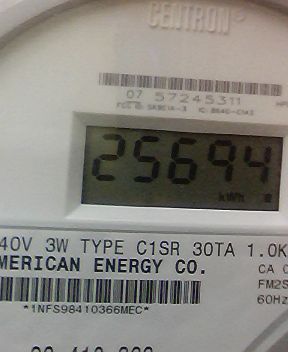 CENTRON®
07 57245311
25694
kWh
40V 3W TYPE C1SR 30TA 1.0K
MERICAN ENERGY CO.
CA 0
FM2S
60Hz
*1NFS98410366MEC*